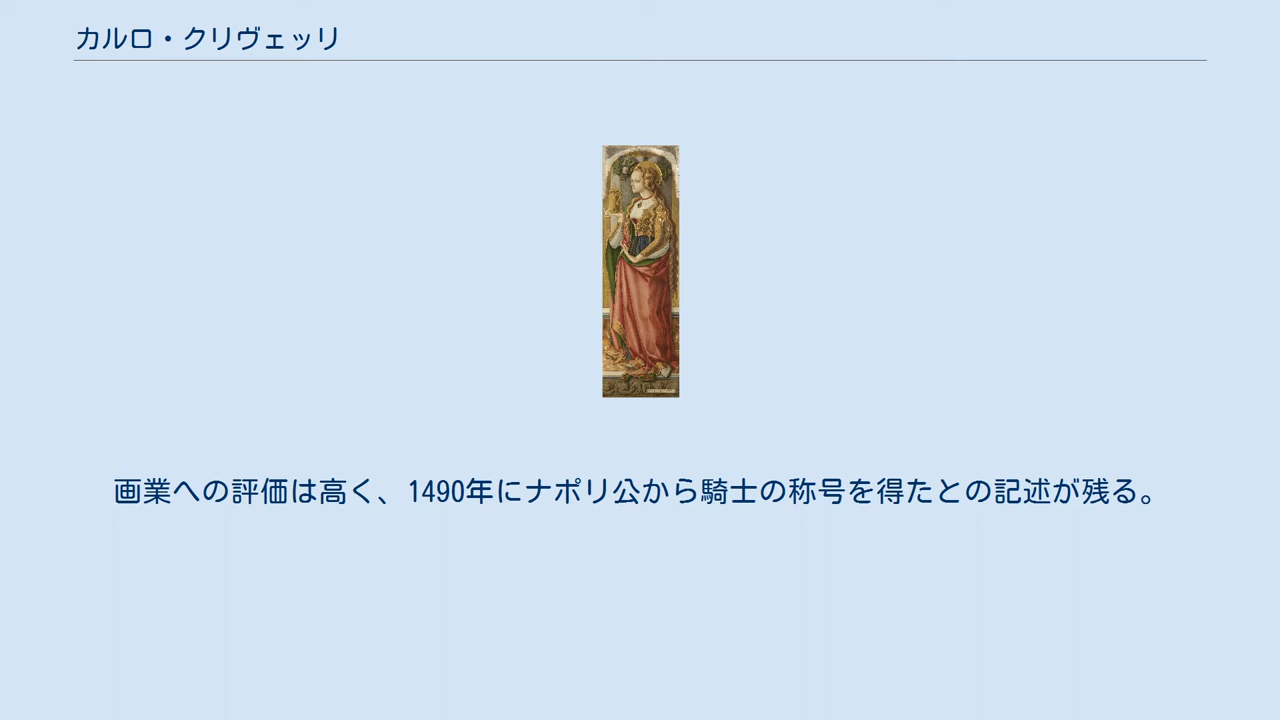 カルロ・クリヴェッリ
画業への評価は高く、1490年にナポリ公から騎士の称号を得たとの記述が残る。